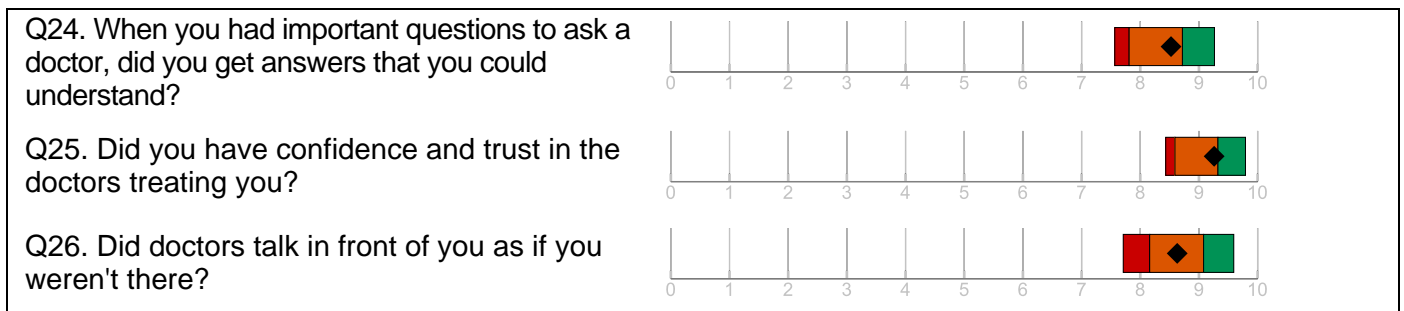 Q24. When you had important questions to ask a
doctor, did you get answers that you could
understand?
0 1 2 3 4 5 6 7 8 9 10
Q25. Did you have confidence and trust in the
doctors treating you?
0 1 2 3 4 5 6 7 8 9 10
Q26. Did doctors talk in front of you as if you
weren't there?
0 1 2 3 4 5 6 7 8 9 10